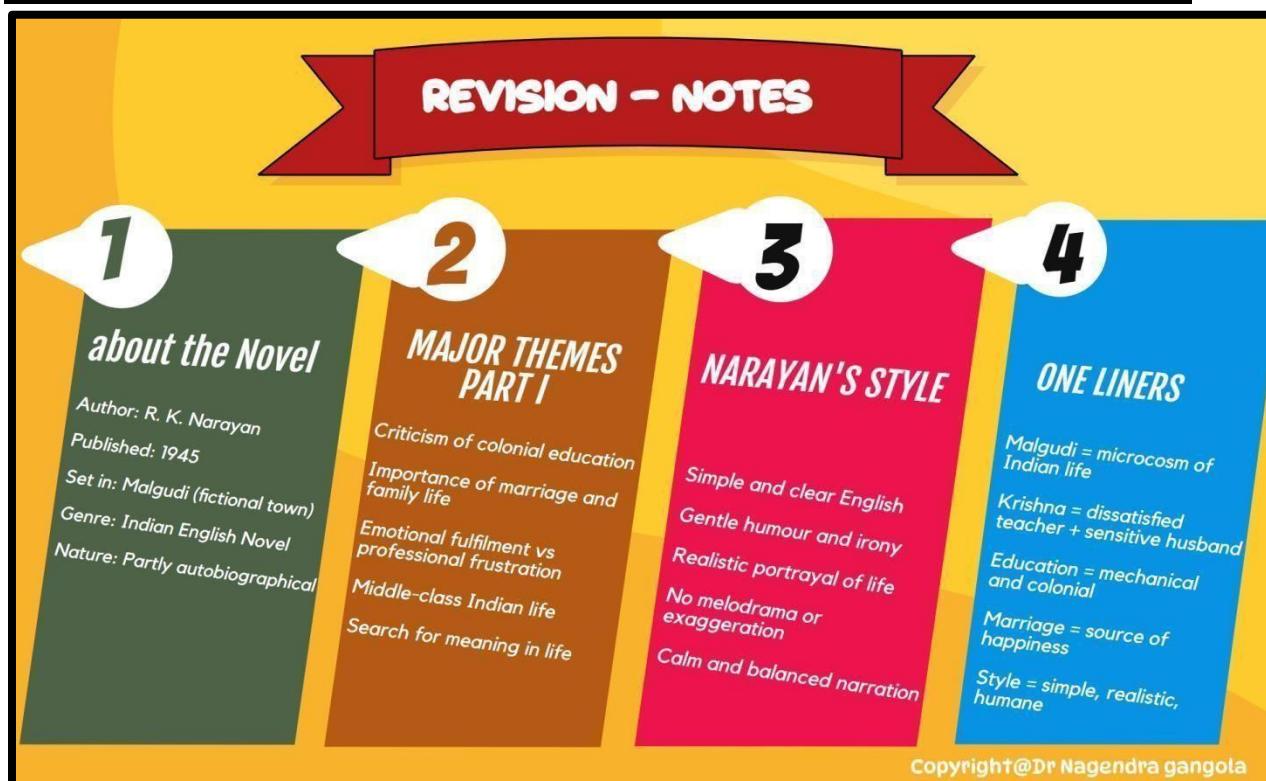 REVISION – NOTES
1
about the Novel
Author: R. K. Narayan
Published: 1945
Set in: Malgudi (fictional town)
Genre: Indian English Novel
Nature: Partly autobiographical
2
MAJOR THEMES
PART I
Criticism of colonial education
Importance of marriage and
family life
Emotional fulfilment vs
professional frustration
Middle-class Indian life
Search for meaning in life
3
NARAYAN'S STYLE
Simple and clear English
Gentle humour and irony
Realistic portrayal of life
No melodrama or
exaggeration
Calm and balanced narration
4
ONE LINERS
Malgudi = microcosm of
Indian life
Krishna = dissatisfied
teacher + sensitive husband
Education = mechanical
and colonial
Marriage = source of
happiness
Style = simple, realistic,
humane
Copyright@Dr Nagendra gangola